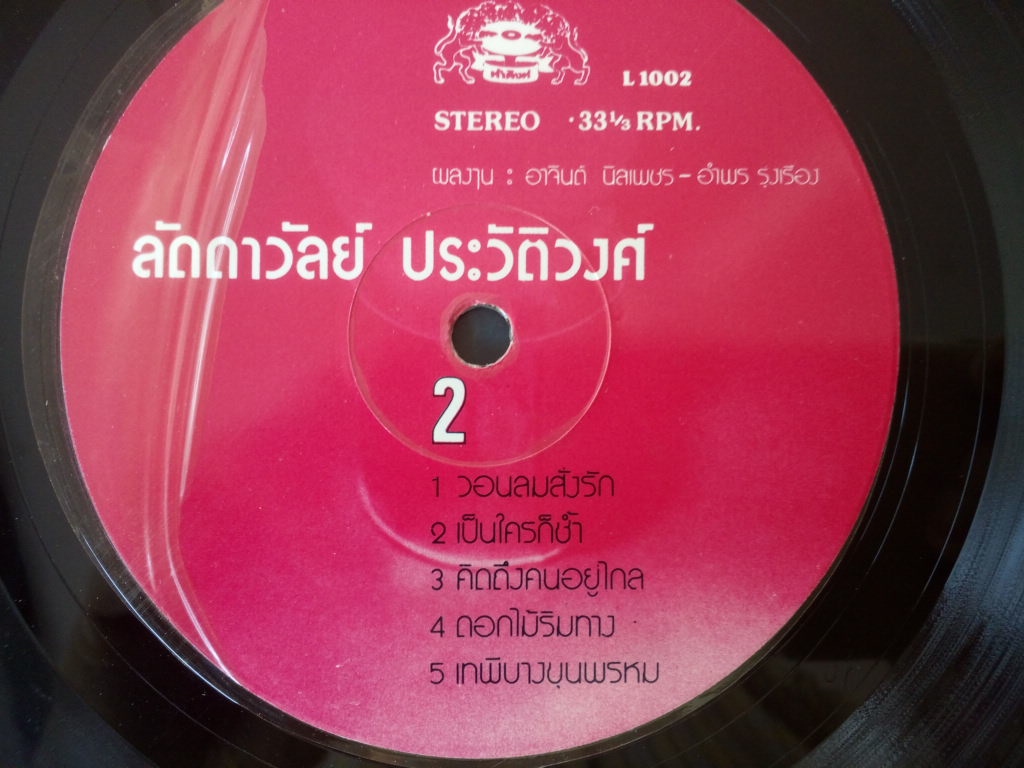 L 1002
STEREO · 33⅓ RPM.
ผลงาน : อาจินต์ นิลเพชร - อำพร รุ่งเรือง
ลัดดาวัลย์ ประวัติวงศ์
2
1 วอนลมสั่งรัก
2 เป็นใครก็ช้ำ
3 คิดถึงคนอยู่ไกล
4 ดอกไม้ริมทาง
5 เทพีบางขุนพรหม